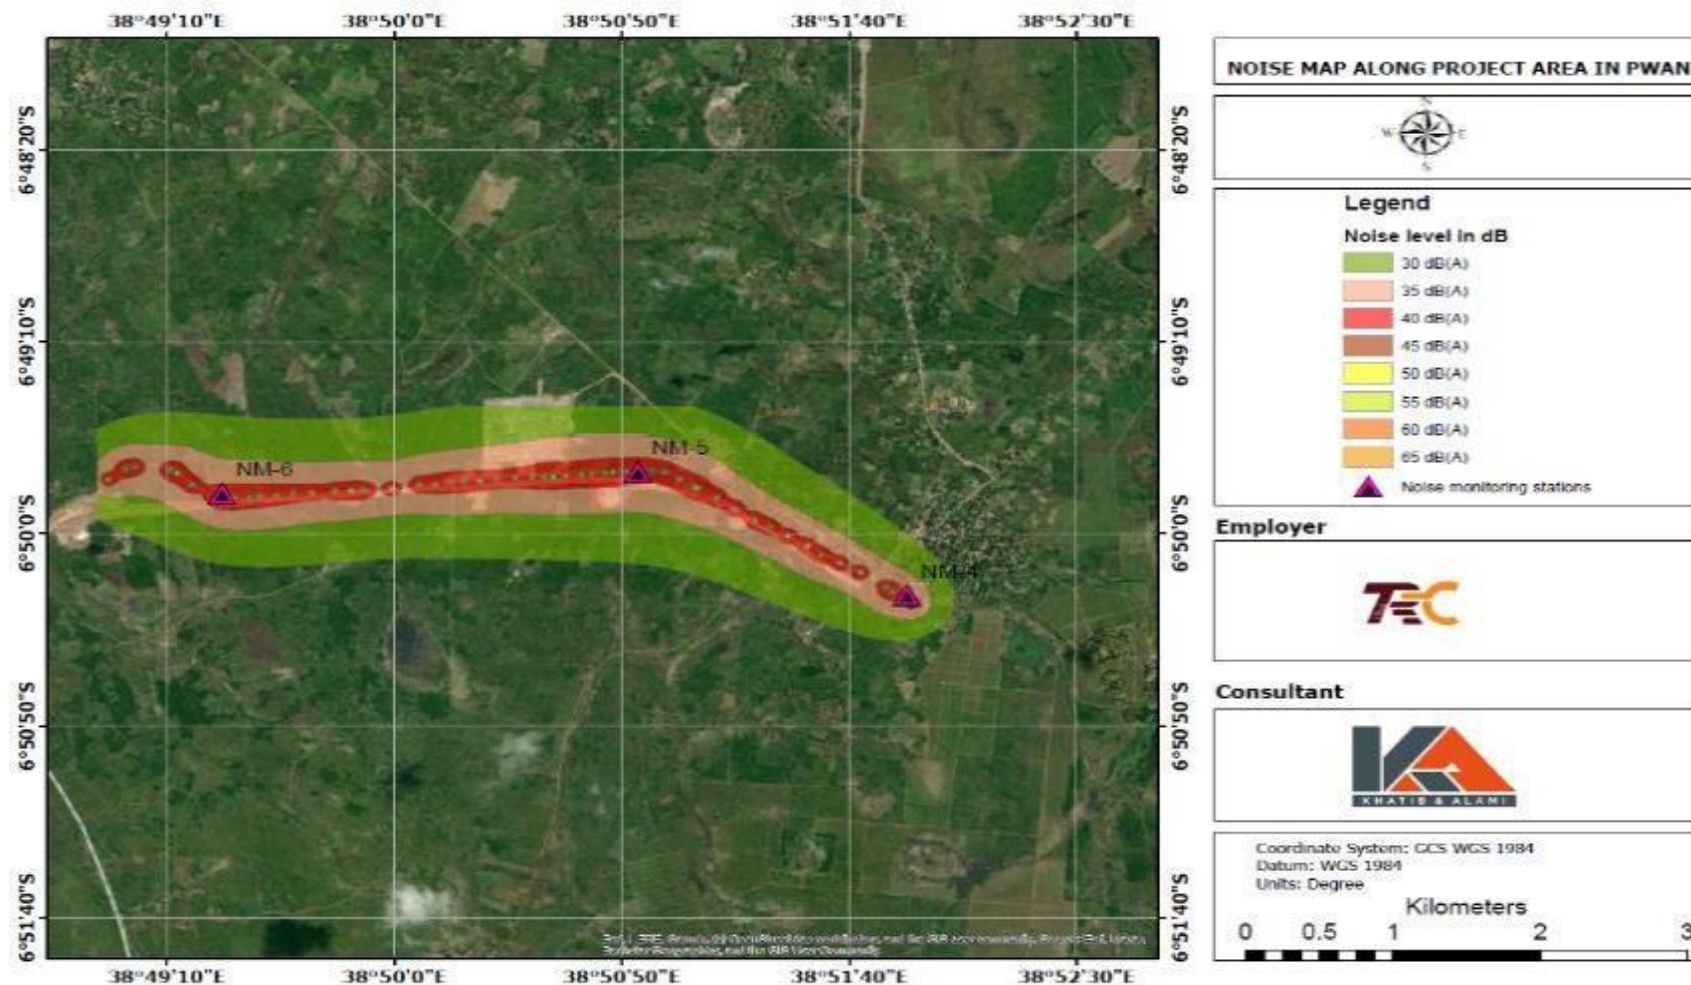 38°49'10"E 38°50'0"E 38°50'50"E 38°51'40"E 38°52'30"E
6°48'20"S 6°48'20"S
6°49'10"S 6°49'10"S
6°50'0"S 6°50'0"S
6°50'50"S 6°50'50"S
6°51'40"S 6°51'40"S
NM-6
NM-5
NM-4
38°49'10"E 38°50'0"E 38°50'50"E 38°51'40"E 38°52'30"E
NOISE MAP ALONG PROJECT AREA IN PWAN
N
W E
S
Legend
Noise level in dB
30 dB(A)
35 dB(A)
40 dB(A)
45 dB(A)
50 dB(A)
55 dB(A)
60 dB(A)
65 dB(A)
Noise monitoring stations
Employer
Consultant
KHATIB & ALAMI
Coordinate System: GCS WGS 1984
Datum: WGS 1984
Units: Degree
Kilometers
0 0.5 1 2 3